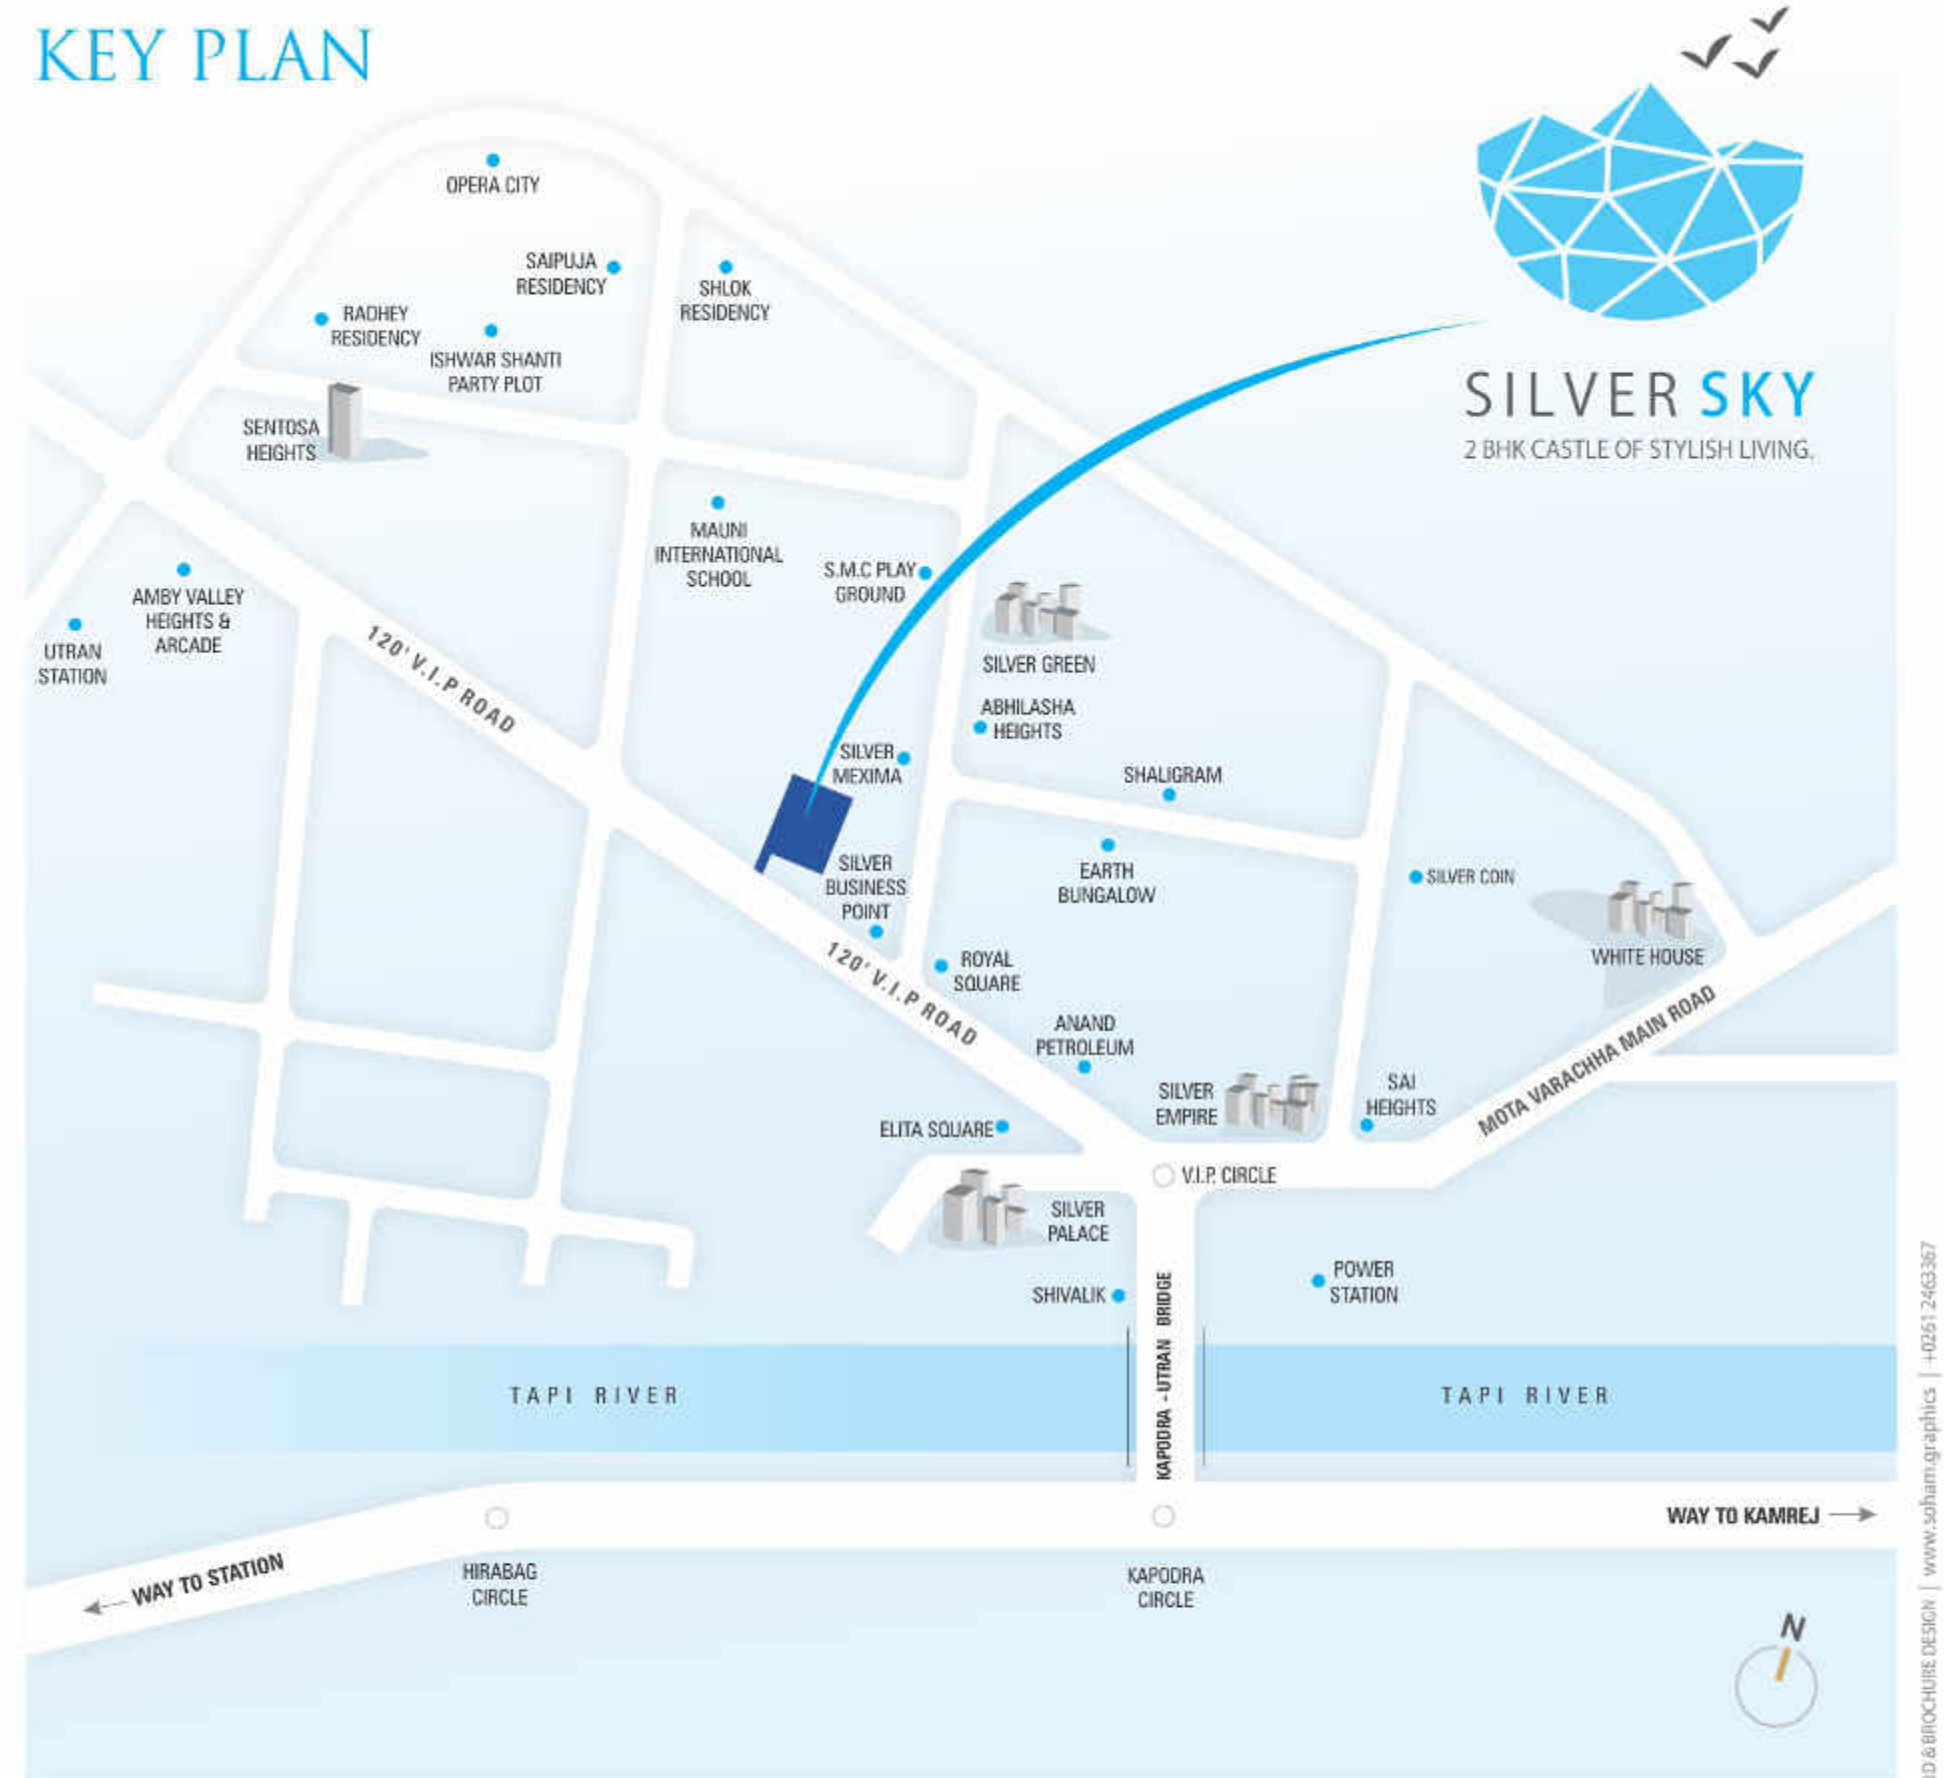 KEY PLAN
OPERA CITY
SAIPUJA
RESIDENCY
SHLOK
RESIDENCY
RADHEY
RESIDENCY
ISHWAR SHANTI
PARTY PLOT
SENTOSA
HEIGHTS
SILVER SKY
2 BHK CASTLE OF STYLISH LIVING.
MAUNI
INTERNATIONAL
SCHOOL
S.M.C PLAY
GROUND
AMBY VALLEY
HEIGHTS &
ARCADE
UTRAN
STATION
120' V.I.P ROAD
SILVER GREEN
ABHILASHA
HEIGHTS
SILVER
MEXIMA
SHALIGRAM
EARTH
BUNGALOW
SILVER COIN
SILVER
BUSINESS
POINT
WHITE HOUSE
120' V.I.P ROAD
ROYAL
SQUARE
ANAND
PETROLEUM
MOTA VARACHHA MAIN ROAD
SILVER
EMPIRE
SAI
HEIGHTS
ELITA SQUARE
V.I.P. CIRCLE
SILVER
PALACE
SHIVALIK
POWER
STATION
KAPODRA - UTRAN BRIDGE
TAPI RIVER
TAPI RIVER
WAY TO KAMREJ
WAY TO STATION
HIRABAG
CIRCLE
KAPODRA
CIRCLE
N
& BROCHURE DESIGN | www.soham.graphics | +0261 2463367